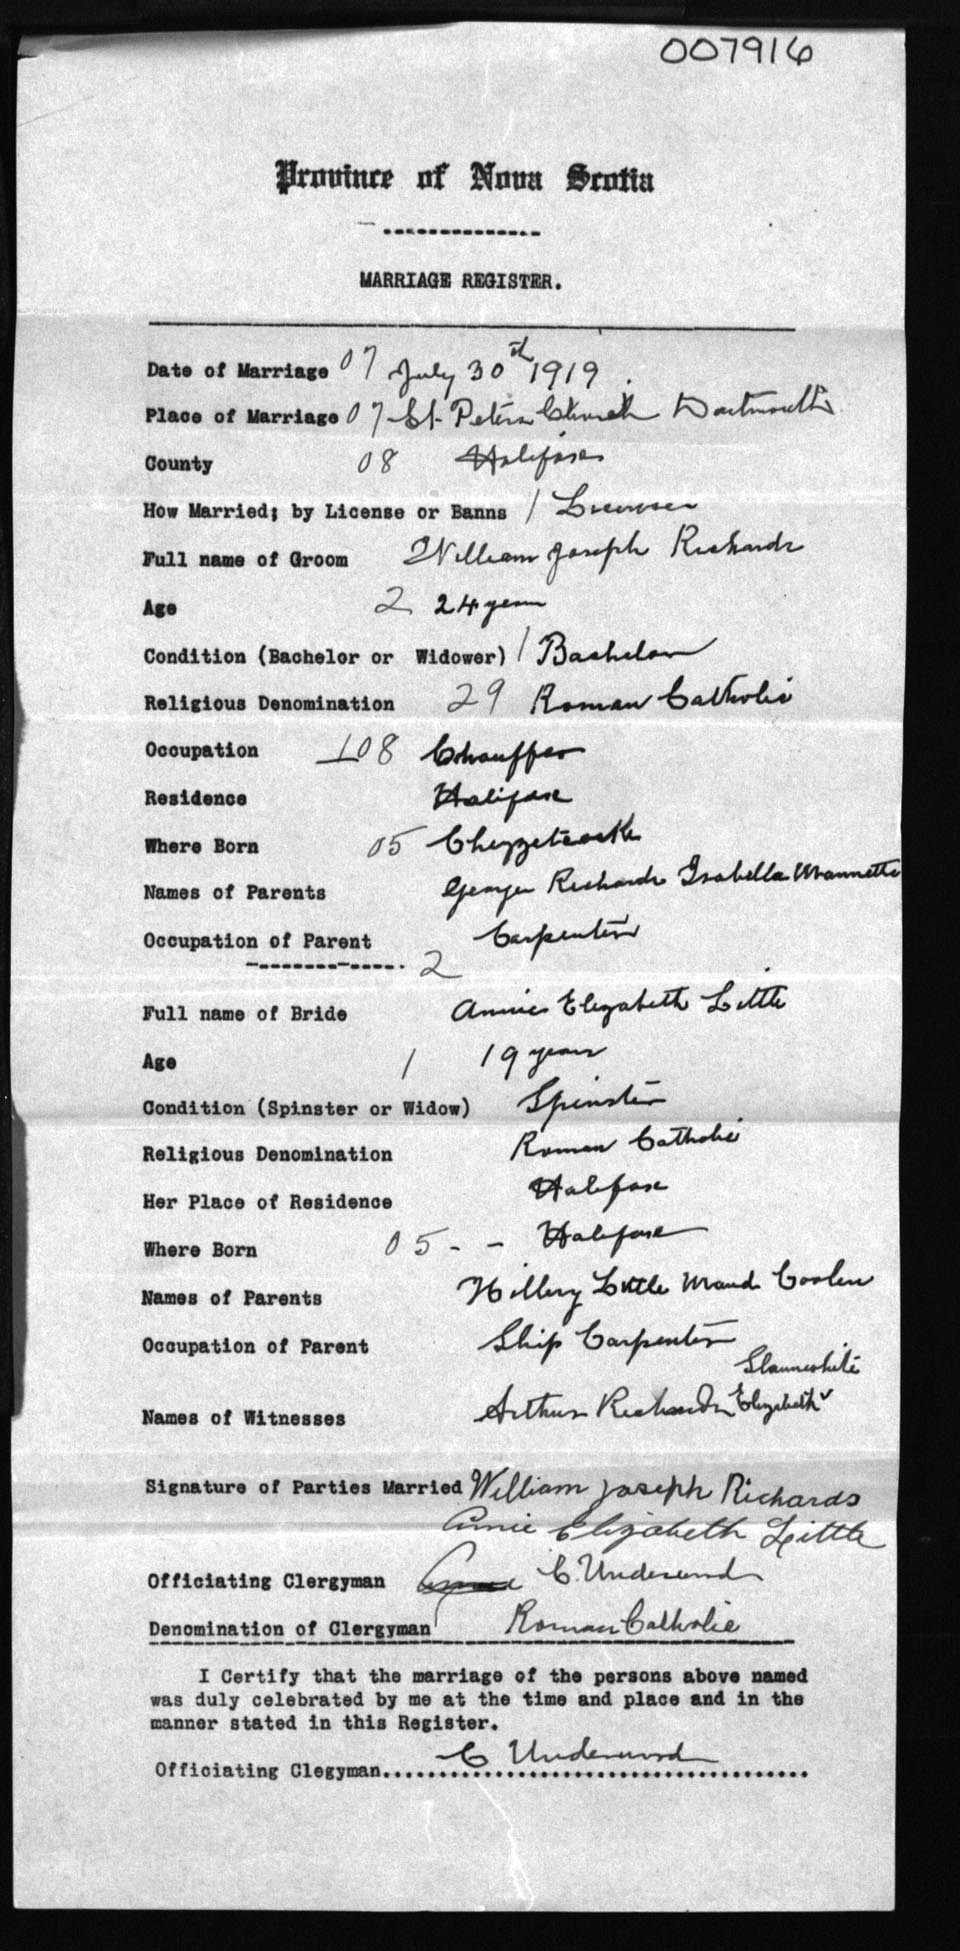 007916
Province of Nova Scotia
MARRIAGE REGISTER.
Date of Marriage 07 July 30th 1919
Place of Marriage 07 St. Peters Church Dartmouth
County 08 Halifax
How Married; by License or Banns 1 License
Full name of Groom William Joseph Richards
Age 2 24 years
Condition (Bachelor or Widower) 1 Bachelor
Religious Denomination 29 Roman Catholic
Occupation 108 Chauffer
Residence Halifax
Where Born 05 Chezzetcook
Names of Parents George Richards Isabella Mannette
Occupation of Parent Carpenter
2
Full name of Bride Annie Elizabeth Little
Age 1 19 years
Condition (Spinster or Widow) Spinster
Religious Denomination Roman Catholic
Her Place of Residence Halifax
Where Born 05 - - Halifax
Names of Parents Hillery Little Maud Coolen
Occupation of Parent Ship Carpenter
Slaunwhite
Names of Witnesses Arthur Richards Elizabeth
Signature of Parties Married William Joseph Richards
Annie Elizabeth Little
Officiating Clergyman C. Underwood
Denomination of Clergyman Roman Catholic
I Certify that the marriage of the persons above named
was duly celebrated by me at the time and place and in the
manner stated in this Register.
Officiating Clegyman C Underwood